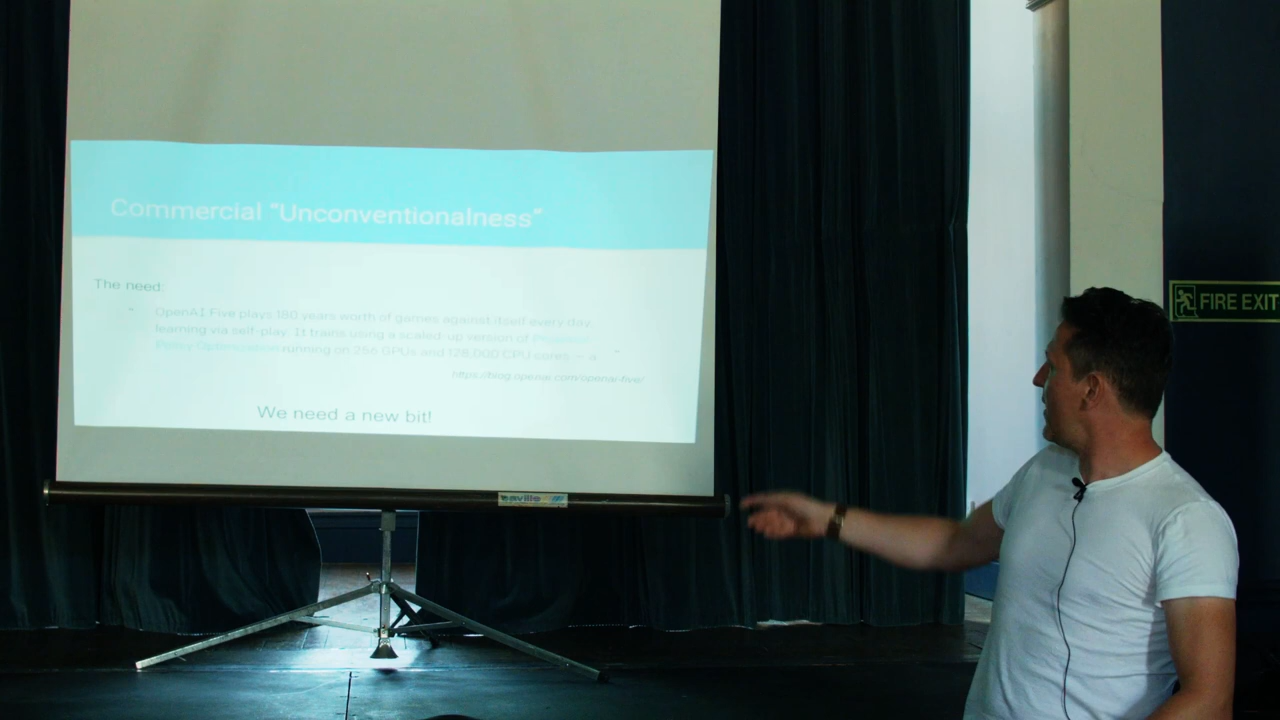 Commercial “Unconventionalness”
The need:
- OpenAI Five plays 180 years worth of games against itself every day,
learning via self-play. It trains using a scaled-up version of Proximal
Policy Optimization running on 256 GPUs and 128,000 CPU cores — a
https://blog.openai.com/openai-five/
We need a new bit!
saville
FIRE EXIT